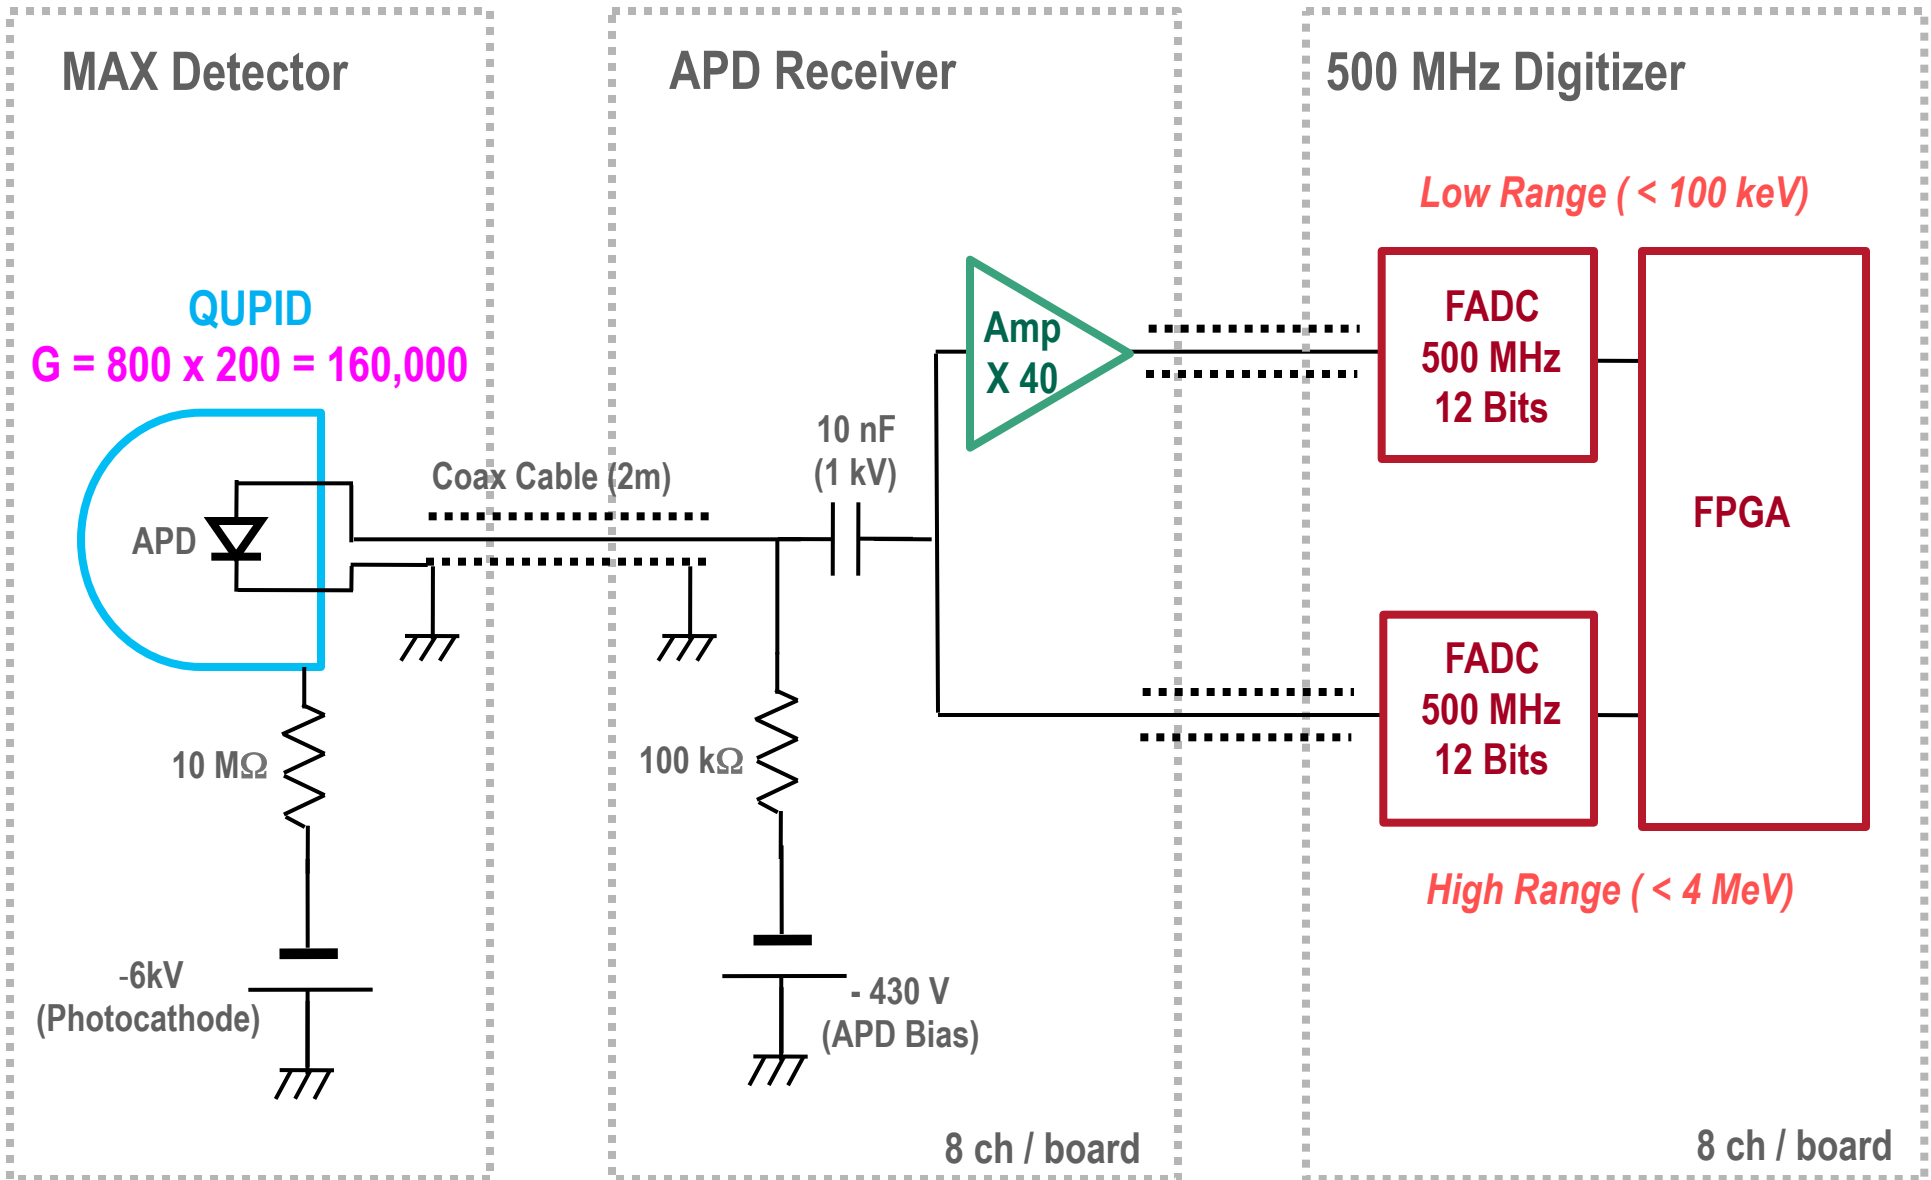 MAX Detector
APD Receiver
500 MHz Digitizer
Low Range ( < 100 keV)
QUPID
G = 800 x 200 = 160,000
APD
Coax Cable (2m)
10 nF
(1 kV)
Amp
X 40
FADC
500 MHz
12 Bits
FPGA
FADC
500 MHz
12 Bits
10 MΩ
100 kΩ
High Range ( < 4 MeV)
-6kV
(Photocathode)
- 430 V
(APD Bias)
8 ch / board
8 ch / board